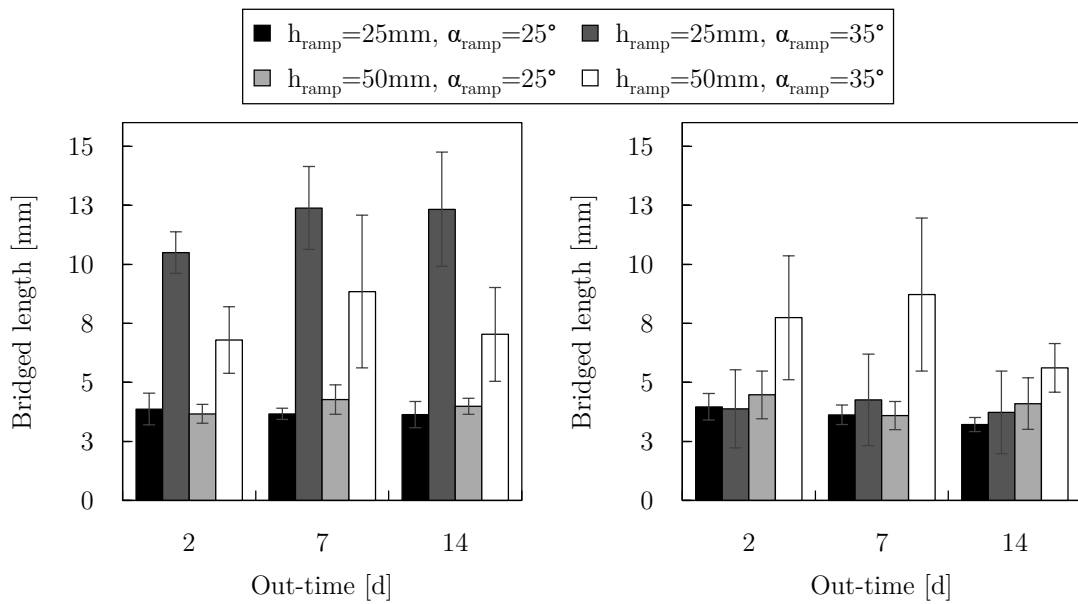 h_ramp=25mm, α_ramp=25° h_ramp=25mm, α_ramp=35°
h_ramp=50mm, α_ramp=25° h_ramp=50mm, α_ramp=35°
Bridged length [mm]
15
13
10
8
5
3
0
2 7 14
Out-time [d]
Bridged length [mm]
15
13
10
8
5
3
0
2 7 14
Out-time [d]